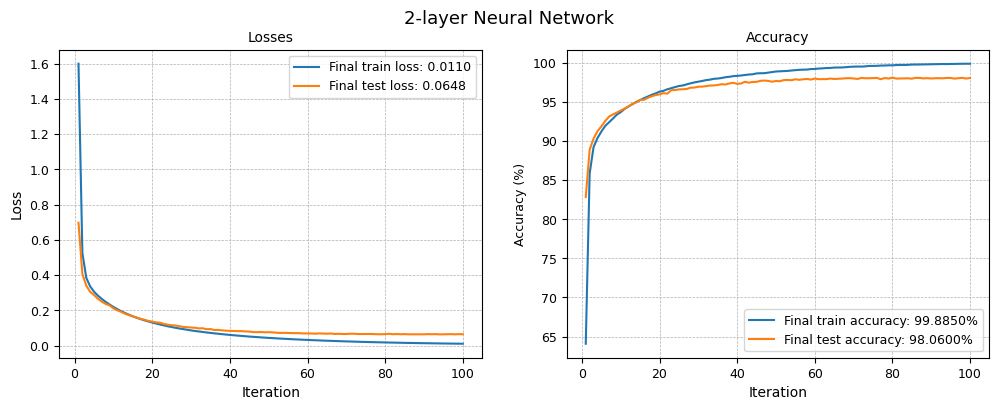 2-layer Neural Network
Losses
Loss
1.6
1.4
1.2
1.0
0.8
0.6
0.4
0.2
0.0
Final train loss: 0.0110
Final test loss: 0.0648
0 20 40 60 80 100
Iteration
Accuracy
Accuracy (%)
100
95
90
85
80
75
70
65
Final train accuracy: 99.8850%
Final test accuracy: 98.0600%
0 20 40 60 80 100
Iteration